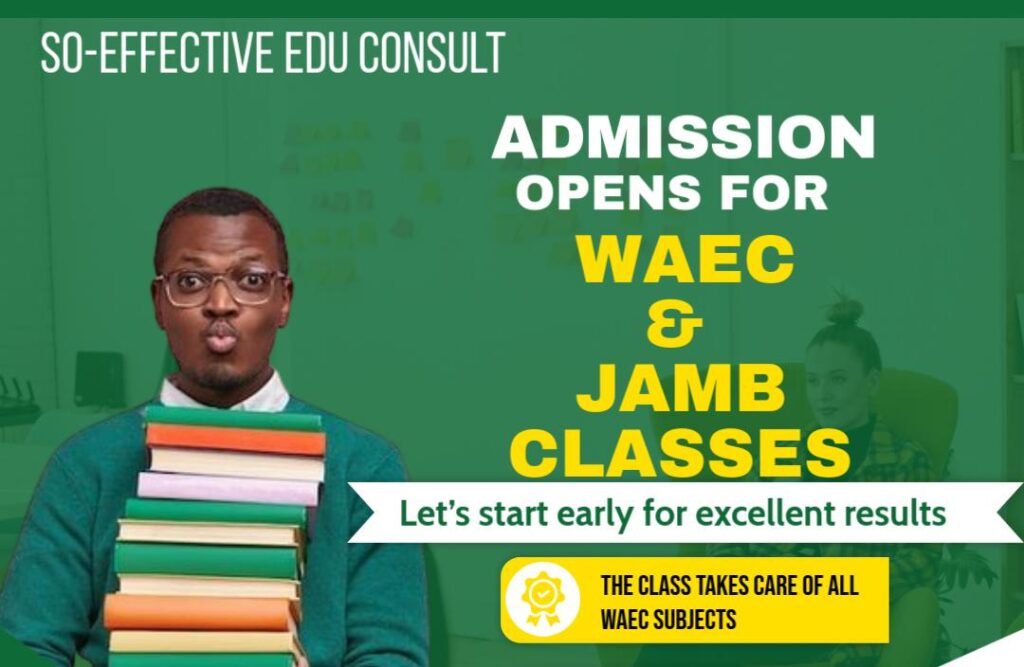 SO-EFFECTIVE EDU CONSULT
ADMISSION
OPENS FOR
WAEC
&
JAMB
CLASSES
Let's start early for excellent results
THE CLASS TAKES CARE OF ALL
WAEC SUBJECTS